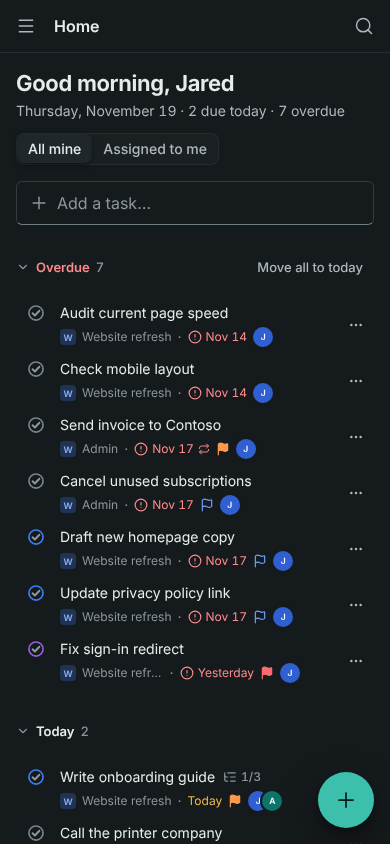 Home
Good morning, Jared
Thursday, November 19 · 2 due today · 7 overdue
All mine Assigned to me
Add a task...
Overdue 7 Move all to today
Audit current page speed
W Website refresh · Nov 14 J
Check mobile layout
W Website refresh · Nov 14 J
Send invoice to Contoso
W Admin · Nov 17 J
Cancel unused subscriptions
W Admin · Nov 17 J
Draft new homepage copy
W Website refresh · Nov 17 J
Update privacy policy link
W Website refresh · Nov 17 J
Fix sign-in redirect
W Website refr... · Yesterday J
Today 2
Write onboarding guide 1/3
W Website refresh · Today J A
Call the printer company